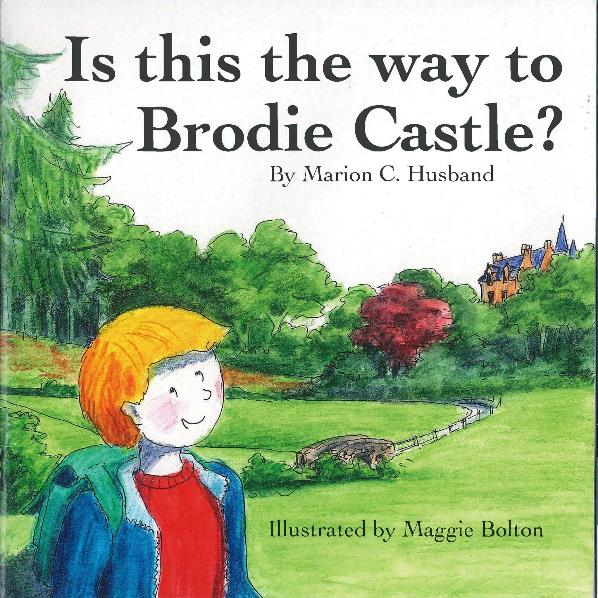 Is this the way to
Brodie Castle?
By Marion C. Husband
Illustrated by Maggie Bolton